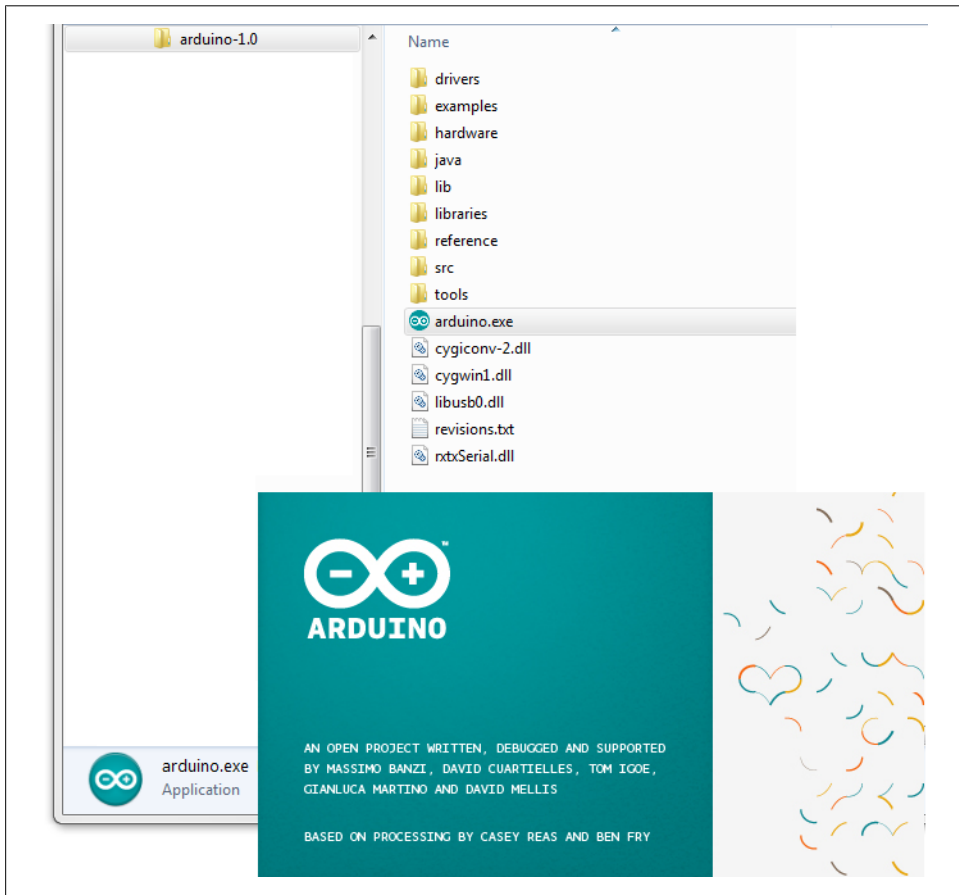 arduino-1.0
Name
drivers
examples
hardware
java
lib
libraries
reference
src
tools
arduino.exe
cygiconv-2.dll
cygwin1.dll
libusb0.dll
revisions.txt
rxtxSerial.dll
ARDUINO
TM
AN OPEN PROJECT WRITTEN, DEBUGGED AND SUPPORTED
BY MASSIMO BANZI, DAVID CUARTIELLES, TOM IGOE,
GIANLUCA MARTINO AND DAVID MELLIS
BASED ON PROCESSING BY CASEY REAS AND BEN FRY
arduino.exe
Application